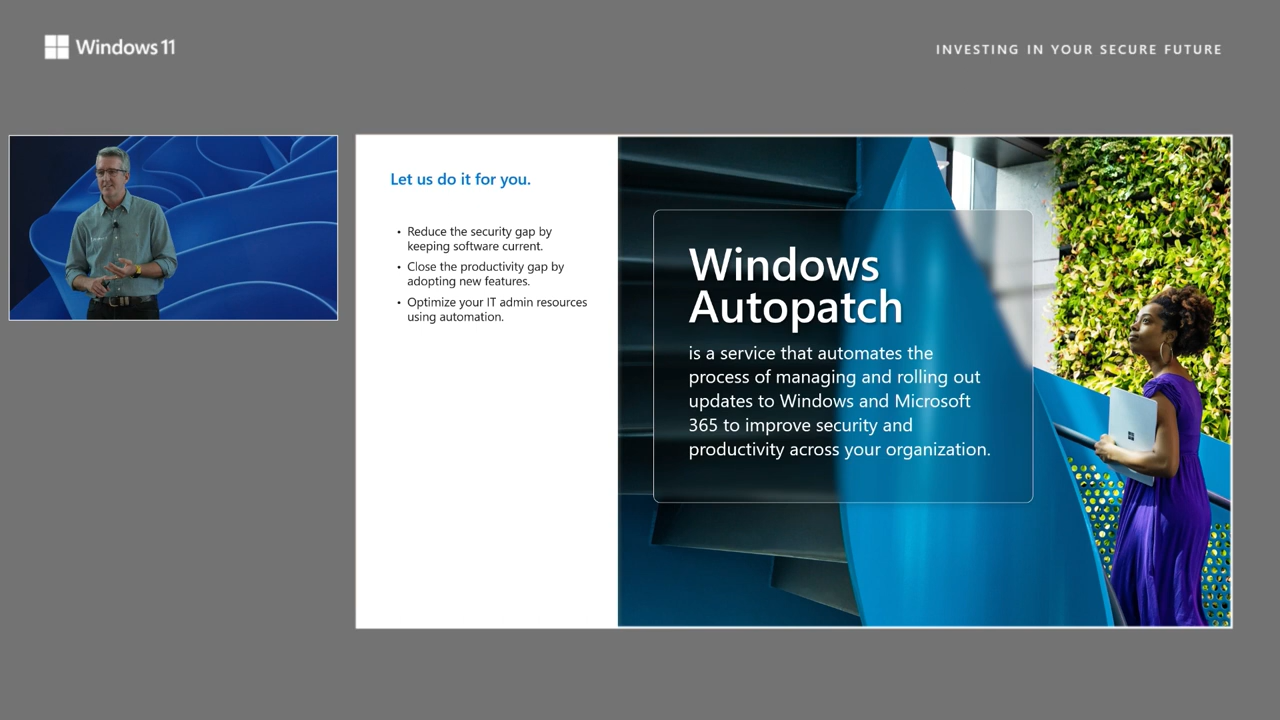 Windows 11
INVESTING IN YOUR SECURE FUTURE
Let us do it for you.
• Reduce the security gap by
keeping software current.
• Close the productivity gap by
adopting new features.
• Optimize your IT admin resources
using automation.
Windows
Autopatch
is a service that automates the
process of managing and rolling out
updates to Windows and Microsoft
365 to improve security and
productivity across your organization.